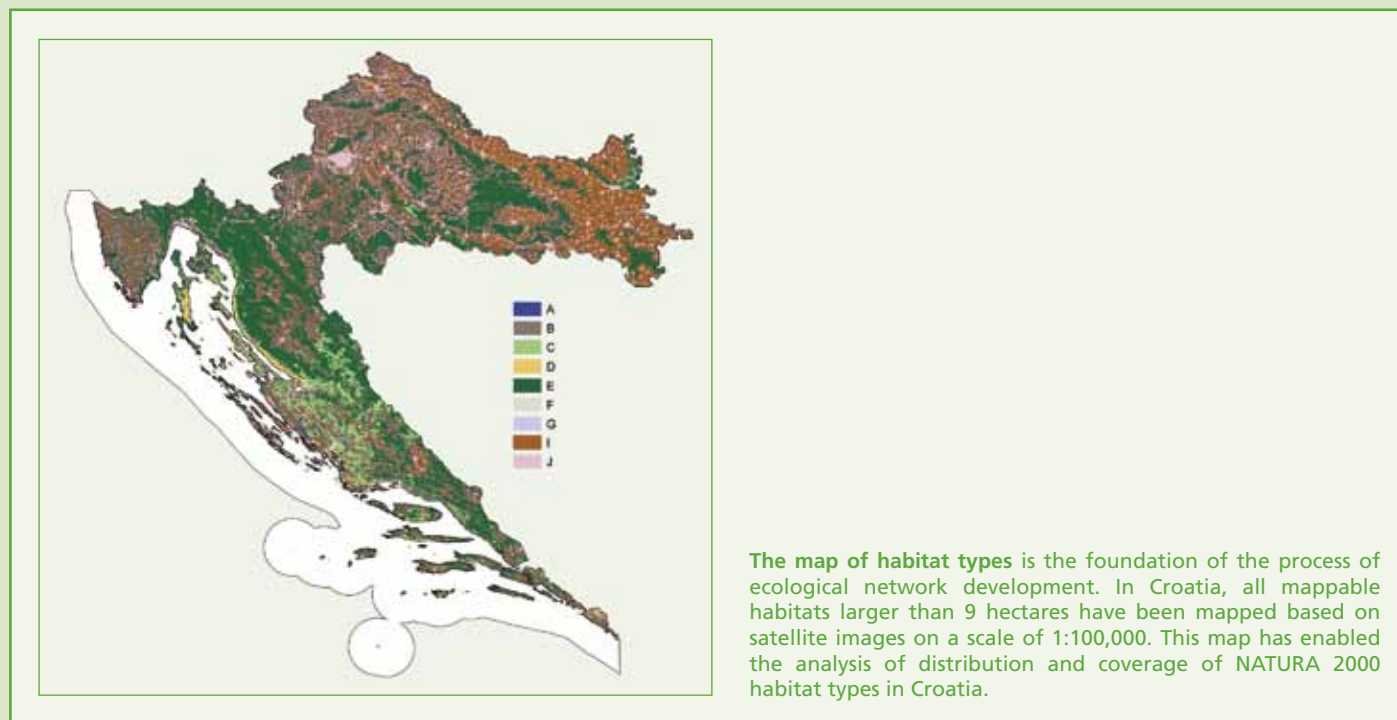 A
B
C
D
E
F
G
I
J
The map of habitat types is the foundation of the process of
ecological network development. In Croatia, all mappable
habitats larger than 9 hectares have been mapped based on
satellite images on a scale of 1:100,000. This map has enabled
the analysis of distribution and coverage of NATURA 2000
habitat types in Croatia.